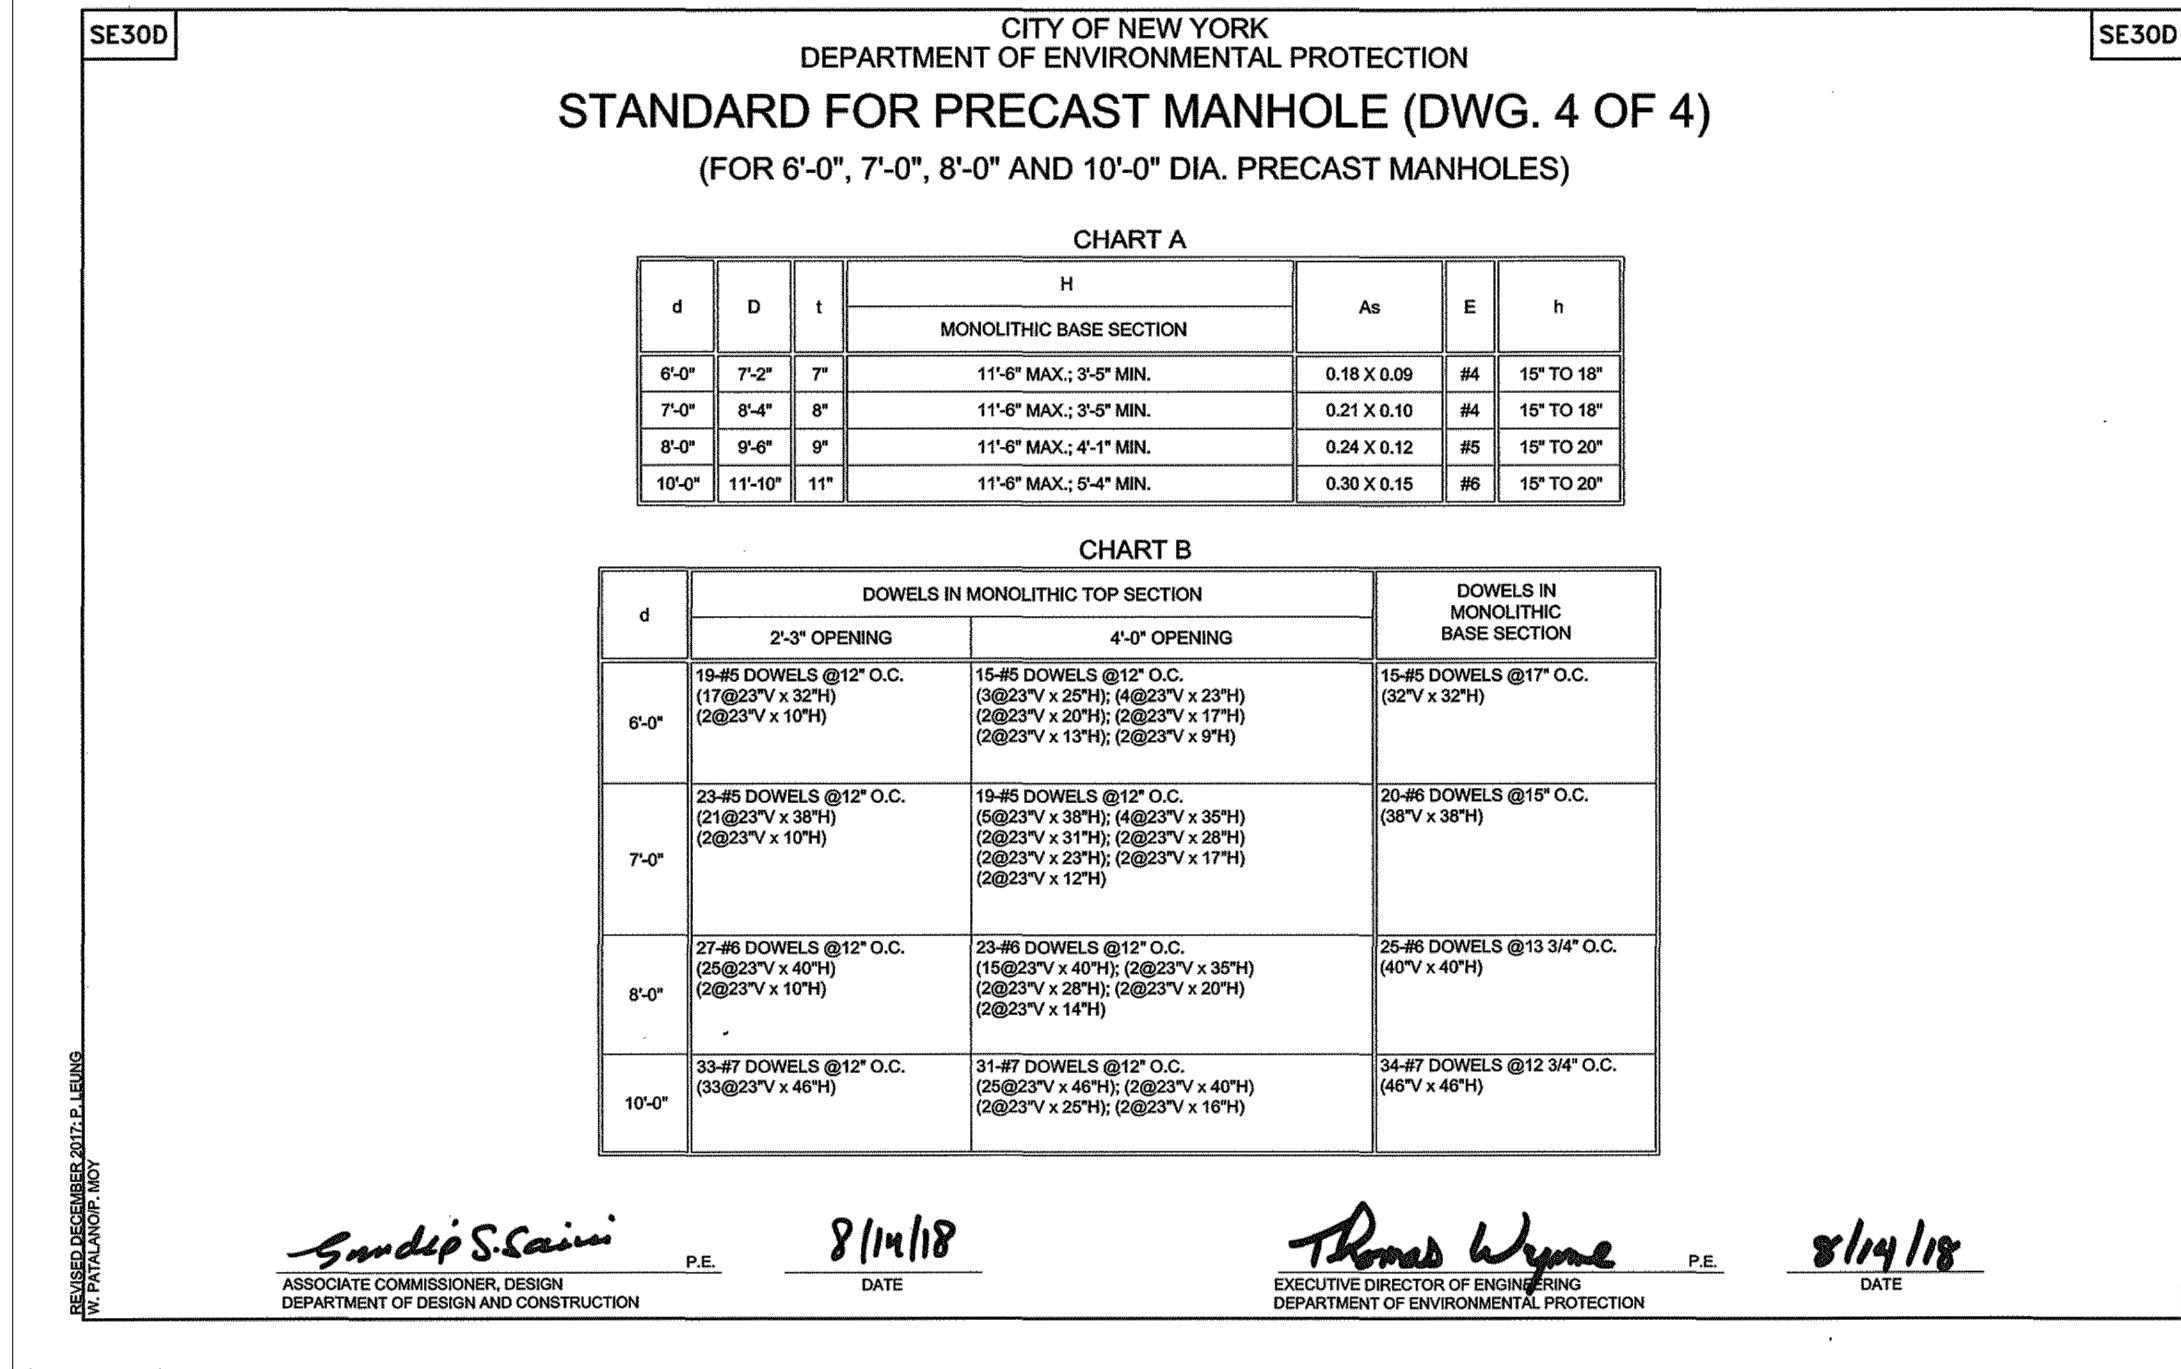 SE30D
SE30D
CITY OF NEW YORK
DEPARTMENT OF ENVIRONMENTAL PROTECTION
STANDARD FOR PRECAST MANHOLE (DWG. 4 OF 4)
(FOR 6'-0", 7'-0", 8'-0" AND 10'-0" DIA. PRECAST MANHOLES)
CHART A
d D t H As E h
MONOLITHIC BASE SECTION
6'-0" 7'-2" 7" 11'-6" MAX.; 3'-5" MIN. 0.18 X 0.09 #4 15" TO 18"
7'-0" 8'-4" 8" 11'-6" MAX.; 3'-5" MIN. 0.21 X 0.10 #4 15" TO 18"
8'-0" 9'-6" 9" 11'-6" MAX.; 4'-1" MIN. 0.24 X 0.12 #5 15" TO 20"
10'-0" 11'-10" 11" 11'-6" MAX.; 5'-4" MIN. 0.30 X 0.15 #6 15" TO 20"
CHART B
d
DOWELS IN MONOLITHIC TOP SECTION
2'-3" OPENING
4'-0" OPENING
DOWELS IN
MONOLITHIC
BASE SECTION
6'-0"
19-#5 DOWELS @12" O.C.
(17@23"V x 32"H)
(2@23"V x 10"H)
15-#5 DOWELS @12" O.C.
(3@23"V x 25"H); (4@23"V x 23"H)
(2@23"V x 20"H); (2@23"V x 17"H)
(2@23"V x 13"H); (2@23"V x 9"H)
15-#5 DOWELS @17" O.C.
(32"V x 32"H)
7'-0"
23-#5 DOWELS @12" O.C.
(21@23"V x 38"H)
(2@23"V x 10"H)
19-#5 DOWELS @12" O.C.
(5@23"V x 38"H); (4@23"V x 35"H)
(2@23"V x 31"H); (2@23"V x 28"H)
(2@23"V x 23"H); (2@23"V x 17"H)
(2@23"V x 12"H)
20-#6 DOWELS @15" O.C.
(38"V x 38"H)
8'-0"
27-#6 DOWELS @12" O.C.
(25@23"V x 40"H)
(2@23"V x 10"H)
23-#6 DOWELS @12" O.C.
(15@23"V x 40"H); (2@23"V x 35"H)
(2@23"V x 28"H); (2@23"V x 20"H)
(2@23"V x 14"H)
25-#6 DOWELS @13 3/4" O.C.
(40"V x 40"H)
10'-0"
33-#7 DOWELS @12" O.C.
(33@23"V x 46"H)
31-#7 DOWELS @12" O.C.
(25@23"V x 46"H); (2@23"V x 40"H)
(2@23"V x 25"H); (2@23"V x 16"H)
34-#7 DOWELS @12 3/4" O.C.
(46"V x 46"H)
REVISED DECEMBER 2017: P. LEUNG
W. PATALANO/P. MOY
Sandip S. Saini P.E.
ASSOCIATE COMMISSIONER, DESIGN
DEPARTMENT OF DESIGN AND CONSTRUCTION
8/14/18
DATE
Thomas Wynne P.E.
EXECUTIVE DIRECTOR OF ENGINEERING
DEPARTMENT OF ENVIRONMENTAL PROTECTION
8/14/18
DATE